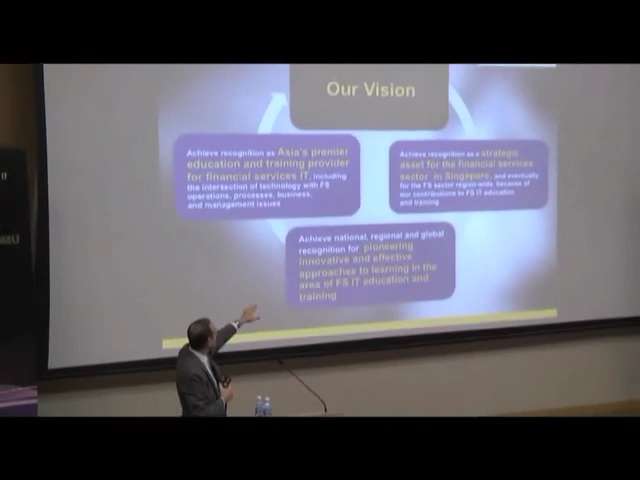 Our Vision
Achieve recognition as Asia's premier
education and training provider
for financial services IT, including
the intersection of technology with FS
operations, processes, business,
and management issues
Achieve recognition as a strategic
asset for the financial services
sector in Singapore, and eventually
for the FS sector region-wide, because of
our contributions to FS IT education
and training
Achieve national, regional and global
recognition for pioneering
innovative and effective
approaches to learning in the
area of FS IT education and
training
IT